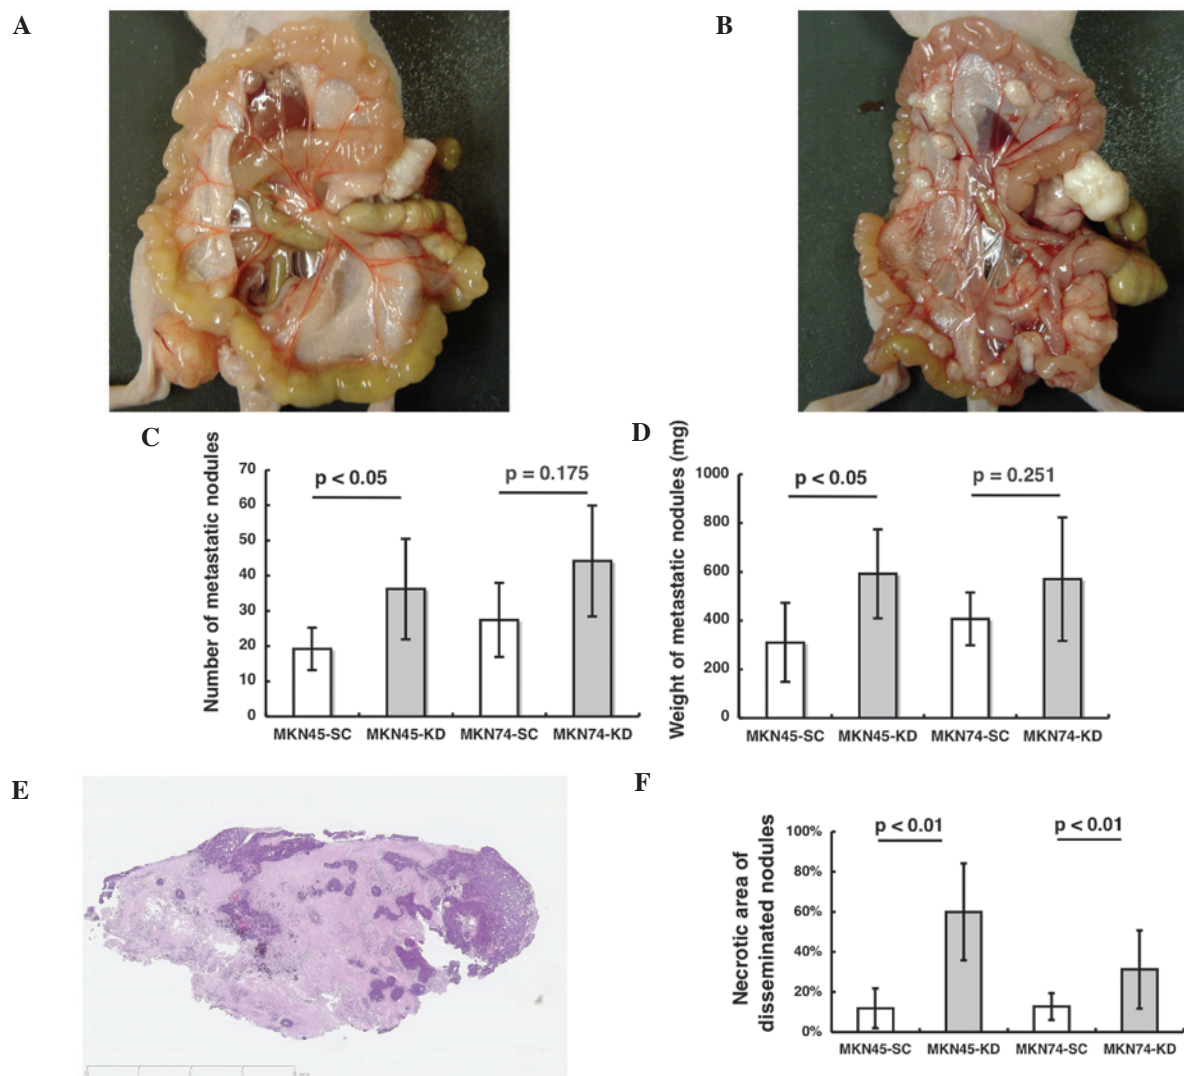 A
B
C
Number of metastatic nodules
70
60
50
40
30
20
10
0
p < 0.05
p = 0.175
MKN45-SC MKN45-KD MKN74-SC MKN74-KD
D
Weight of metastatic nodules (mg)
1000
800
600
400
200
0
p < 0.05
p = 0.251
MKN45-SC MKN45-KD MKN74-SC MKN74-KD
E
F
Necrotic area of
disseminated nodules
100%
80%
60%
40%
20%
0%
p < 0.01
p < 0.01
MKN45-SC MKN45-KD MKN74-SC MKN74-KD